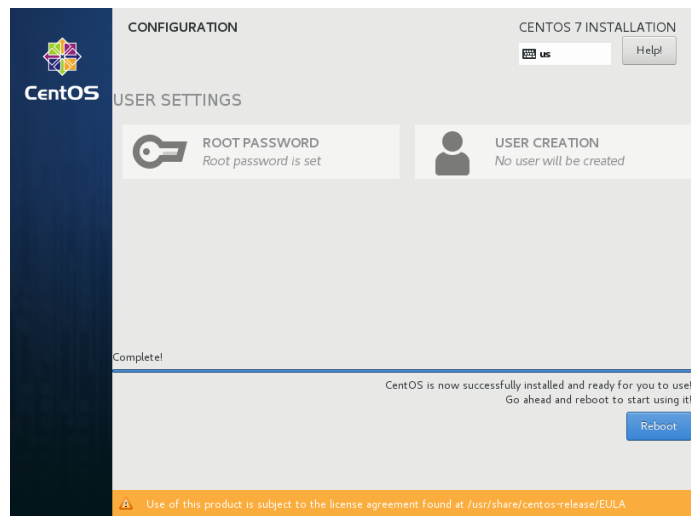 CONFIGURATION
CENTOS 7 INSTALLATION
us
Help!
CentOS
USER SETTINGS
ROOT PASSWORD
Root password is set
USER CREATION
No user will be created
Complete!
CentOS is now successfully installed and ready for you to use!
Go ahead and reboot to start using it!
Reboot
Use of this product is subject to the license agreement found at /usr/share/centos-release/EULA